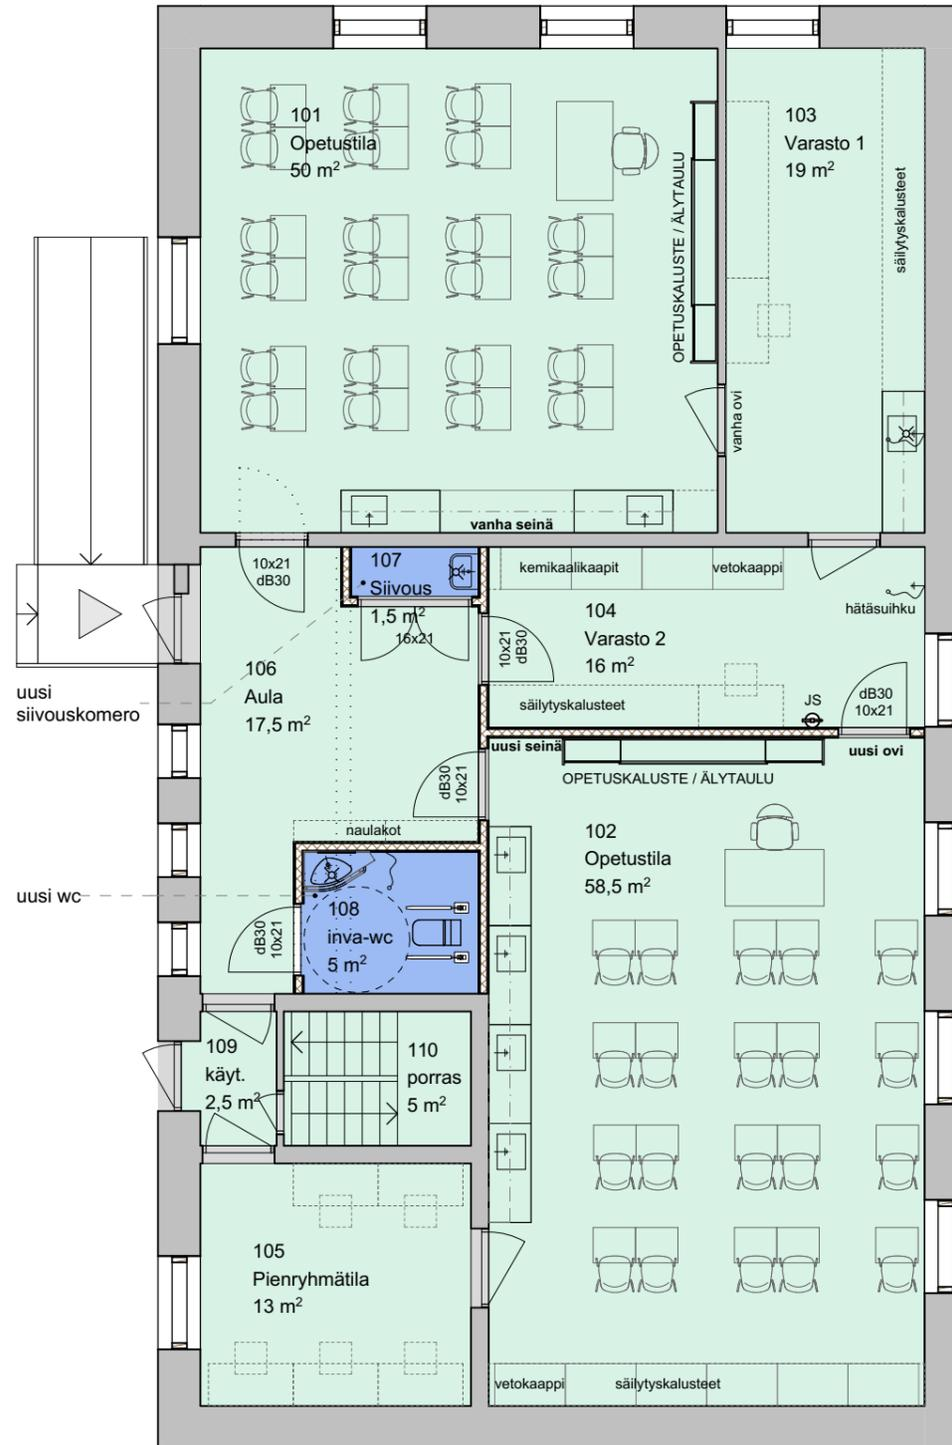 101
Opetustila
50 m²
OPETUSKALUSTE / ÄLYTAULU
103
Varasto 1
19 m²
säilytyskalusteet
vanha ovi
vanha seinä
10x21
dB30
107
Siivous
1,5 m²
16x21
kemikaalikaapit
vetokaappi
104
Varasto 2
16 m²
hätäsuihku
10x21
dB30
106
Aula
17,5 m²
uusi
siivouskomero
säilytyskalusteet
JS
dB30
10x21
uusi seinä
uusi ovi
OPETUSKALUSTE / ÄLYTAULU
dB30
10x21
naulakot
102
Opetustila
58,5 m²
uusi wc
108
inva-wc
5 m²
dB30
10x21
109
käyt.
2,5 m²
110
porras
5 m²
105
Pienryhmätila
13 m²
vetokaappi
säilytyskalusteet